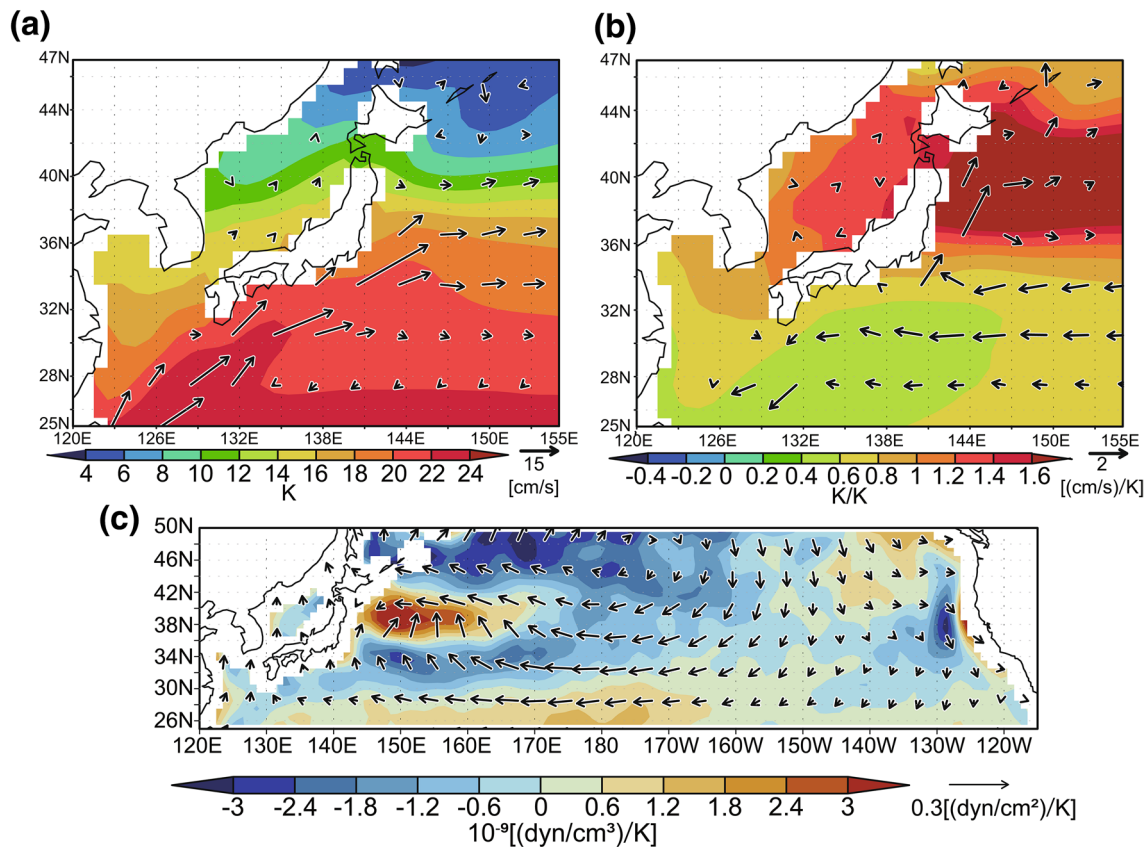 (a)
47N
44N
40N
36N
32N
28N
25N
120E 126E 132E 138E 144E 150E 155E
4 6 8 10 12 14 16 18 20 22 24
K
15
[cm/s]
(b)
47N
44N
40N
36N
32N
28N
25N
120E 126E 132E 138E 144E 150E 155E
-0.4 -0.2 0 0.2 0.4 0.6 0.8 1 1.2 1.4 1.6
K/K
2
[(cm/s)/K]
(c)
50N
46N
42N
38N
34N
30N
26N
120E 130E 140E 150E 160E 170E 180 170W 160W 150W 140W 130W 120W
-3 -2.4 -1.8 -1.2 -0.6 0 0.6 1.2 1.8 2.4 3
10⁻⁹[(dyn/cm³)/K]
0.3[(dyn/cm²)/K]